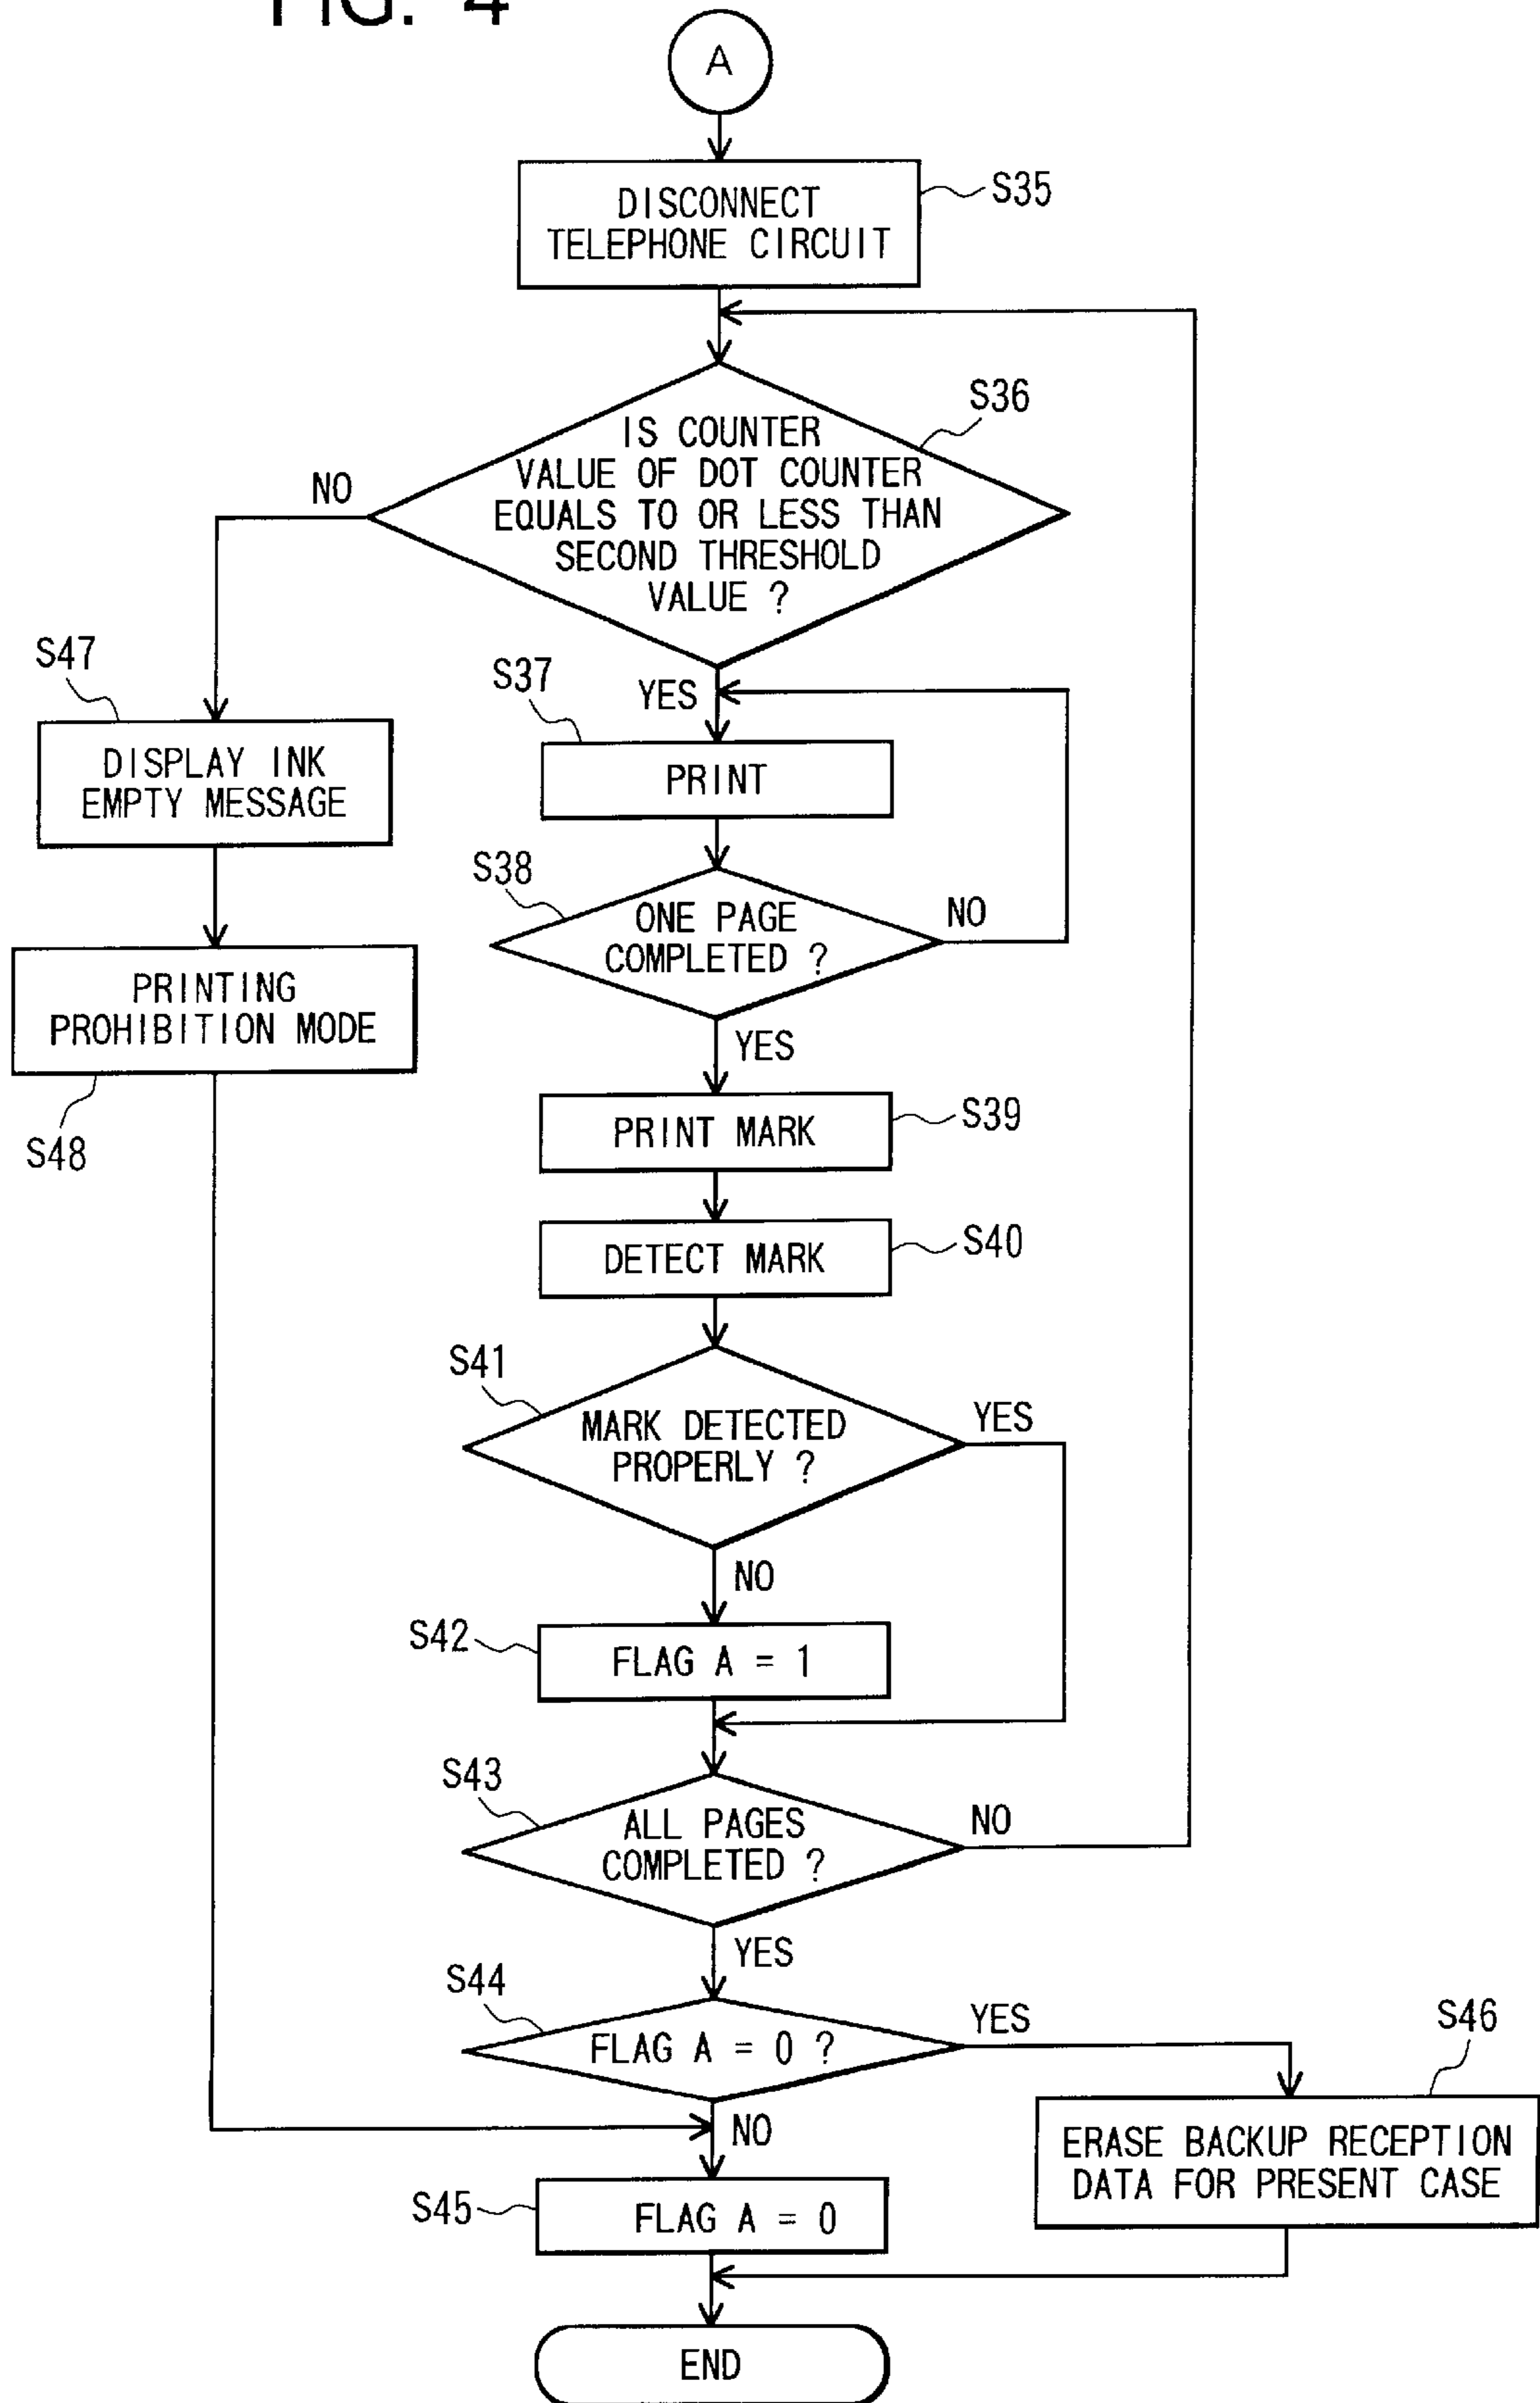 FIG. 4
A
DISCONNECT
TELEPHONE CIRCUIT
S35
IS COUNTER
VALUE OF DOT COUNTER
EQUALS TO OR LESS THAN
SECOND THRESHOLD
VALUE ?
S36
NO
YES
S47
DISPLAY INK
EMPTY MESSAGE
S37
PRINT
S38
ONE PAGE
COMPLETED ?
NO
YES
PRINTING
PROHIBITION MODE
S48
PRINT MARK
S39
DETECT MARK
S40
S41
MARK DETECTED
PROPERLY ?
YES
NO
S42
FLAG A = 1
S43
ALL PAGES
COMPLETED ?
NO
YES
S44
FLAG A = 0 ?
YES
NO
S46
ERASE BACKUP RECEPTION
DATA FOR PRESENT CASE
S45
FLAG A = 0
END